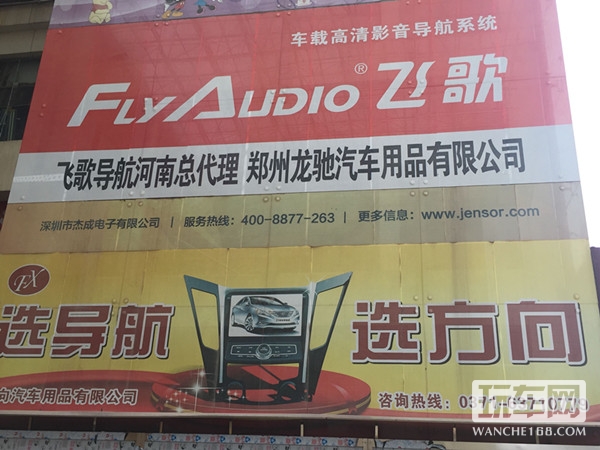 车载高清影音导航系统
FLYAUDIO® 飞歌
飞歌导航河南总代理 郑州龙驰汽车用品有限公司
深圳市杰成电子有限公司 | 服务热线：400-8877-263 | 更多信息：www.jensor.com
FX
选导航 选方向
向汽车用品有限公司
咨询热线：0371-
玩车网
WANCHE168.COM